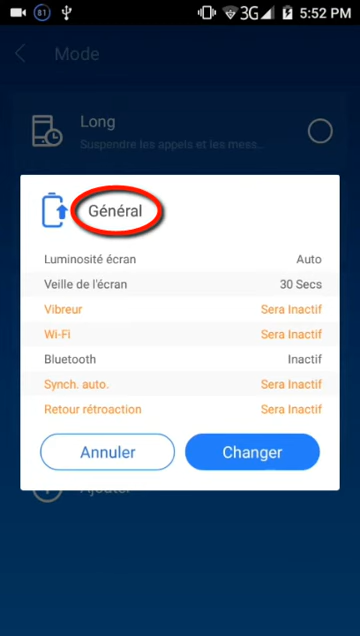 81 3G 5:52 PM
Mode
Long
Suspendre les appels et les mess...
Général
Luminosité écran Auto
Veille de l'écran 30 Secs
Vibreur Sera Inactif
Wi-Fi Sera Inactif
Bluetooth Inactif
Synch. auto. Sera Inactif
Retour rétroaction Sera Inactif
Annuler Changer
Ajouter